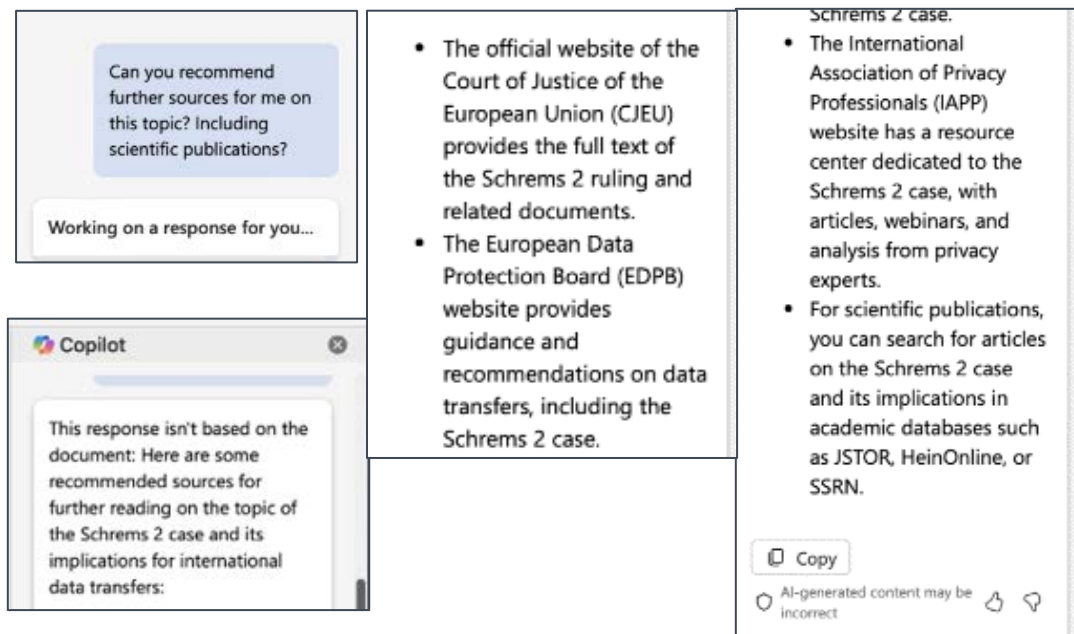 Can you recommend
further sources for me on
this topic? Including
scientific publications?
Working on a response for you...
Copilot
This response isn't based on the
document: Here are some
recommended sources for
further reading on the topic of
the Schrems 2 case and its
implications for international
data transfers:
• The official website of the
Court of Justice of the
European Union (CJEU)
provides the full text of
the Schrems 2 ruling and
related documents.
• The European Data
Protection Board (EDPB)
website provides
guidance and
recommendations on data
transfers, including the
Schrems 2 case.
Schrems 2 case.
• The International
Association of Privacy
Professionals (IAPP)
website has a resource
center dedicated to the
Schrems 2 case, with
articles, webinars, and
analysis from privacy
experts.
• For scientific publications,
you can search for articles
on the Schrems 2 case
and its implications in
academic databases such
as JSTOR, HeinOnline, or
SSRN.
Copy
AI-generated content may be
incorrect